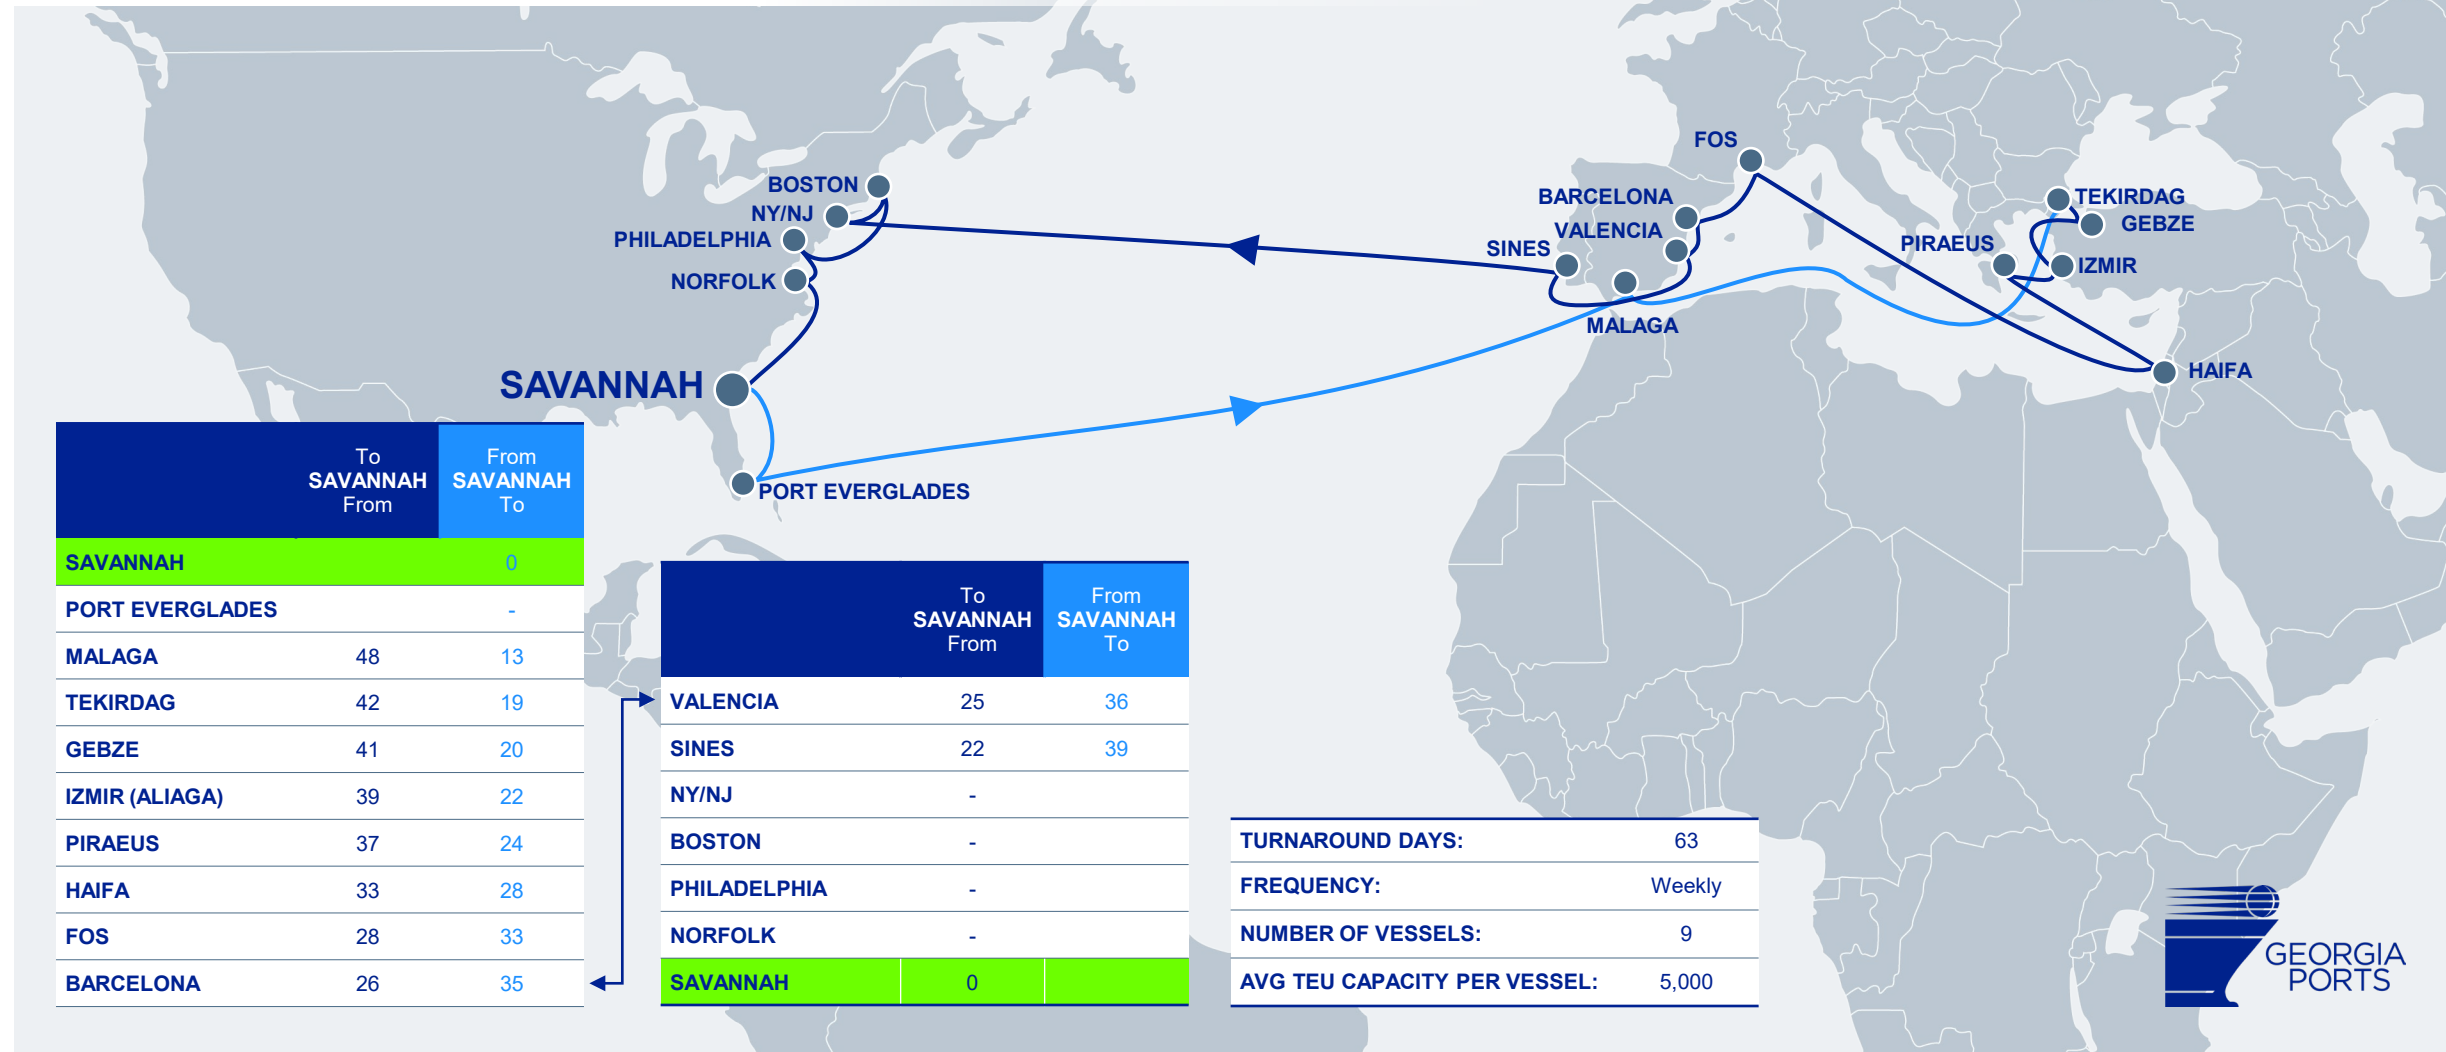 FOS
BOSTON
BARCELONA
TEKIRDAG
NY/NJ
GEBZE
VALENCIA
PHILADELPHIA
SINES
PIRAEUS
IZMIR
NORFOLK
MALAGA
HAIFA
SAVANNAH
PORT EVERGLADES
To SAVANNAH From | From SAVANNAH To
SAVANNAH 0
PORT EVERGLADES -
MALAGA 48 13
TEKIRDAG 42 19
GEBZE 41 20
IZMIR (ALIAGA) 39 22
PIRAEUS 37 24
HAIFA 33 28
FOS 28 33
BARCELONA 26 35
To SAVANNAH From | From SAVANNAH To
VALENCIA 25 36
SINES 22 39
NY/NJ -
BOSTON -
PHILADELPHIA -
NORFOLK -
SAVANNAH 0
TURNAROUND DAYS: 63
FREQUENCY: Weekly
NUMBER OF VESSELS: 9
AVG TEU CAPACITY PER VESSEL: 5,000
GEORGIA
PORTS